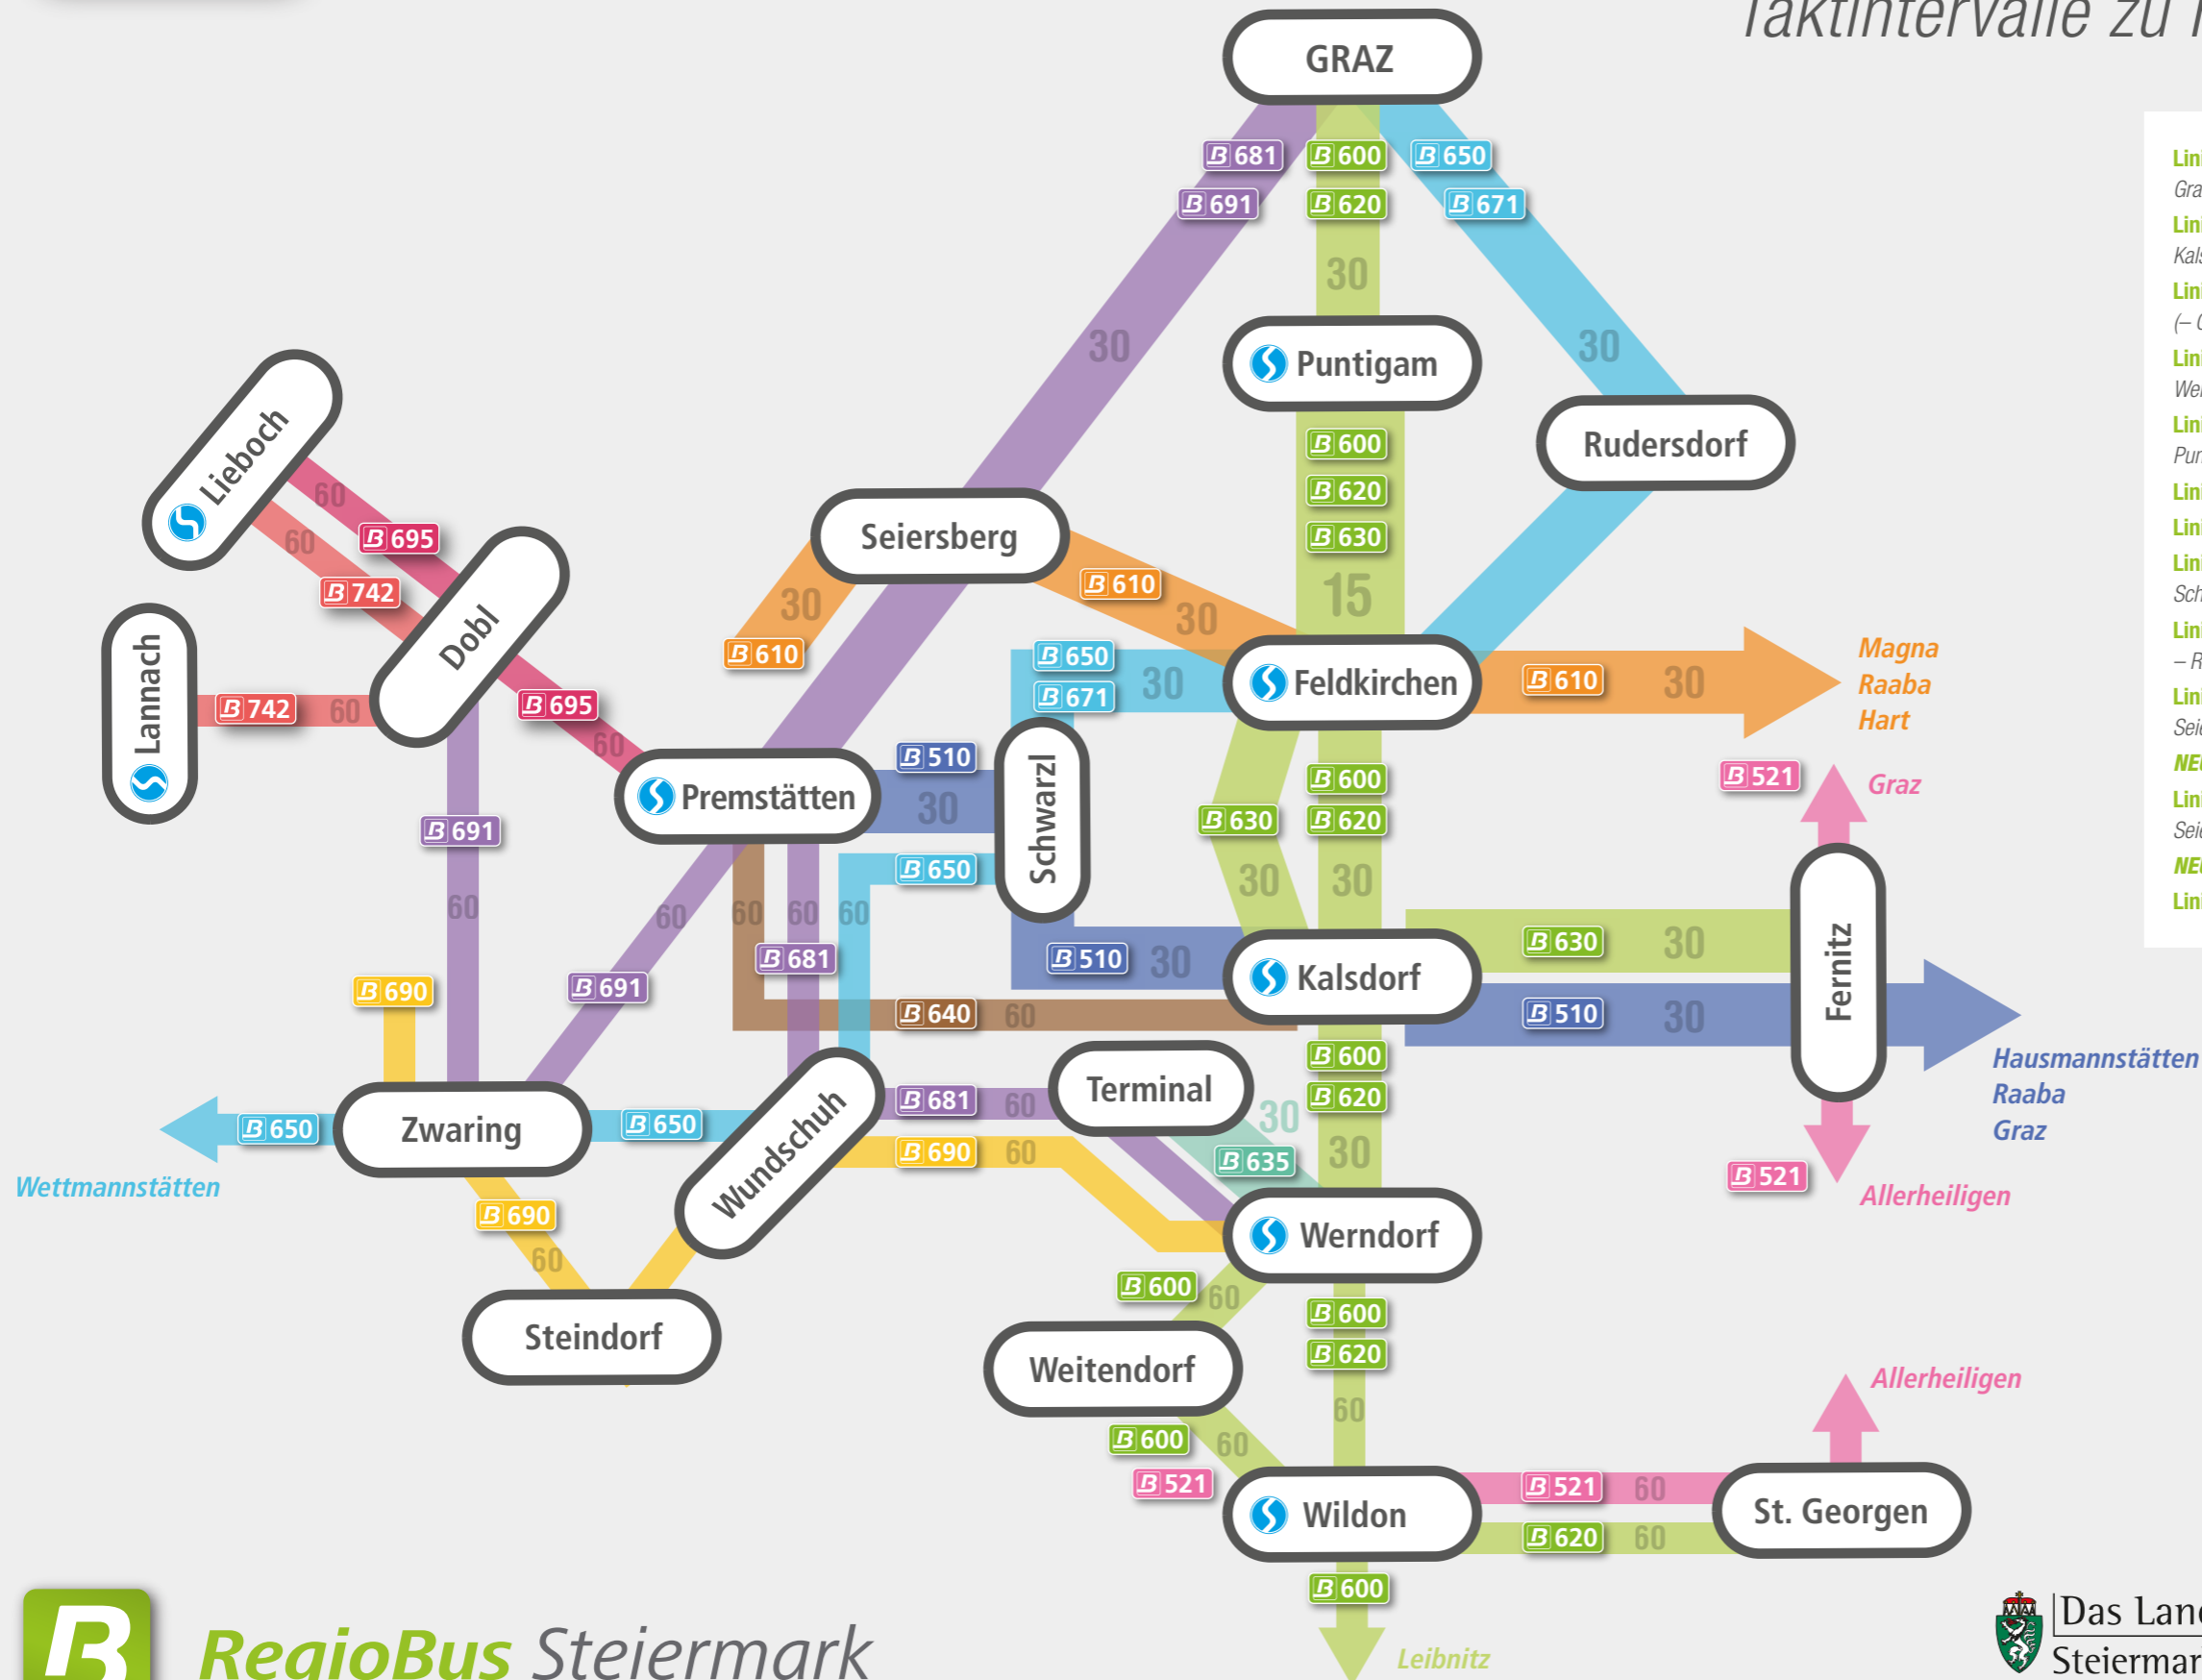 GRAZ
B 681
B 600
B 650
B 691
B 620
B 671
30
30
30
Puntigam
B 600
B 620
B 630
15
Rudersdorf
Lieboch
60
B 695
60
B 742
Dobl
Seiersberg
30
B 610
B 610
30
Lannach
B 742
60
B 695
60
B 650
B 671
30
Feldkirchen
B 610
30
Magna
Raaba
Hart
Premstätten
B 510
30
Schwarzl
B 650
B 630
B 600
B 620
30
30
B 521
Graz
B 691
60
60
60
60
60
B 681
B 691
B 510
30
Kalsdorf
B 630
30
B 510
30
Fernitz
Hausmannstätten
Raaba
Graz
B 521
Allerheiligen
B 640
60
B 690
Zwaring
B 650
B 650
Wettmannstätten
Wundschuh
B 681
60
B 690
60
Terminal
30
B 635
B 600
B 620
30
B 690
60
Steindorf
Werndorf
B 600
60
B 600
B 620
60
Weitendorf
B 600
60
B 521
Wildon
B 521
60
B 620
60
St. Georgen
Allerheiligen
B 600
Leibnitz
NEU
NEU
B RegioBus Steiermark
Das Land
Steiermark